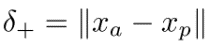 δ₊ = ‖xₐ − xₚ‖